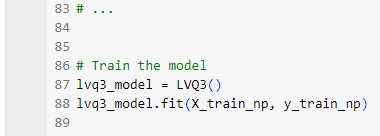 83 # ...
84
85
86 # Train the model
87 lvq3_model = LVQ3()
88 lvq3_model.fit(X_train_np, y_train_np)
89